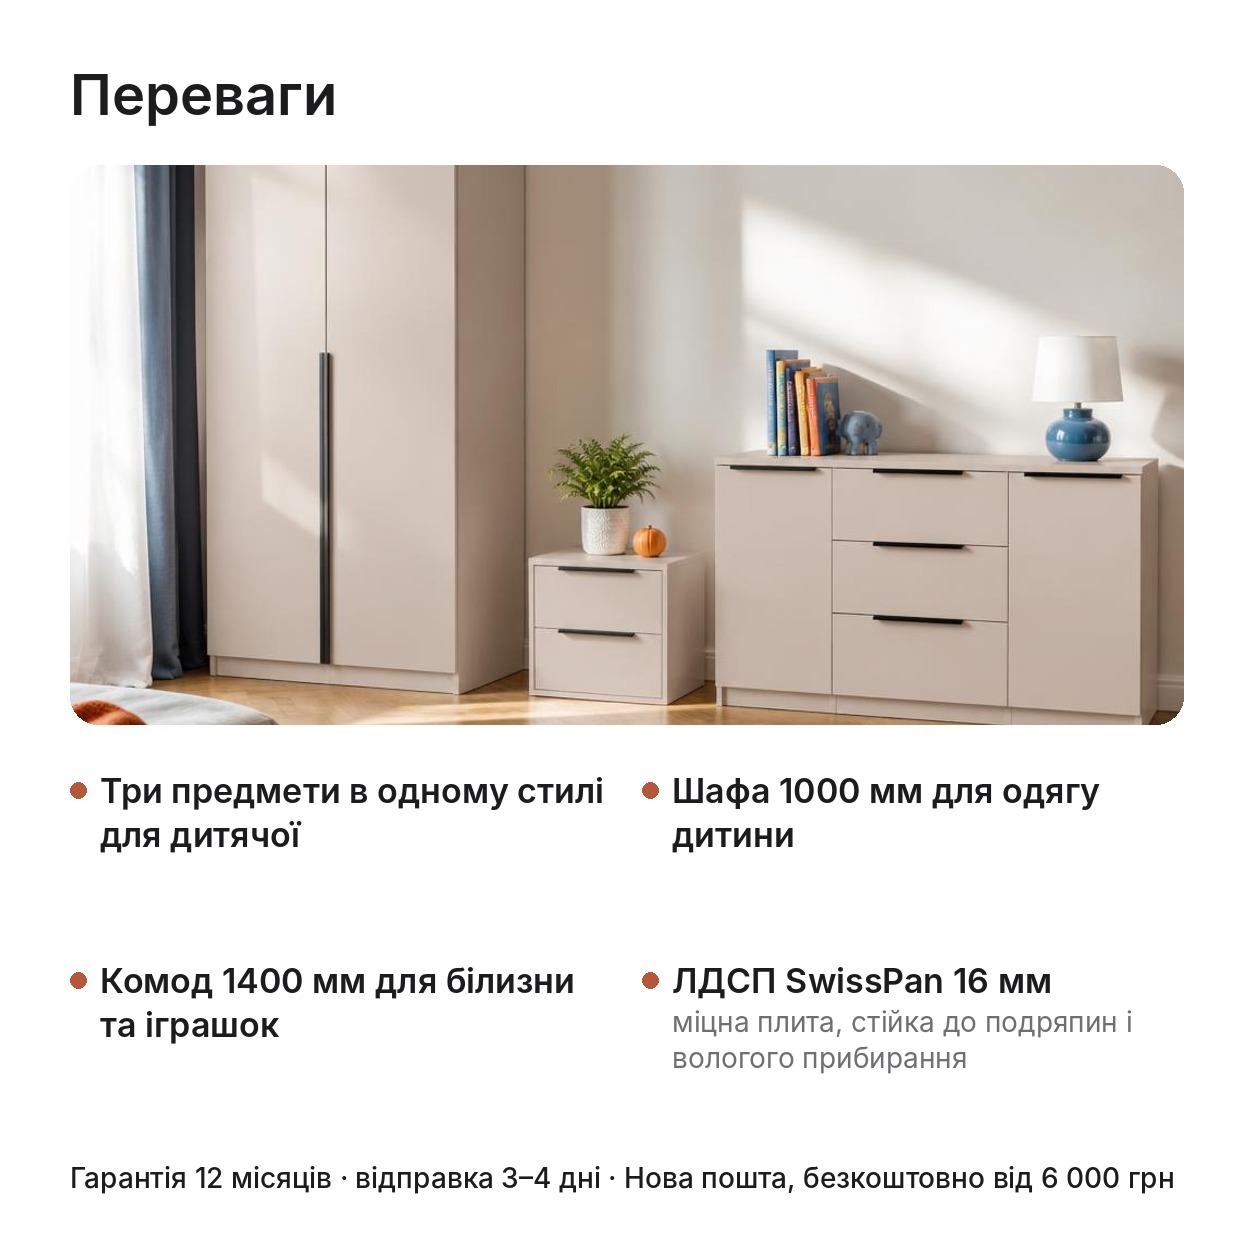 Переваги
Три предмети в одному стилі
для дитячої
Шафа 1000 мм для одягу
дитини
Комод 1400 мм для білизни
та іграшок
ЛДСП SwissPan 16 мм
міцна плита, стійка до подряпин і
вологого прибирання
Гарантія 12 місяців · відправка 3–4 дні · Нова пошта, безкоштовно від 6 000 грн